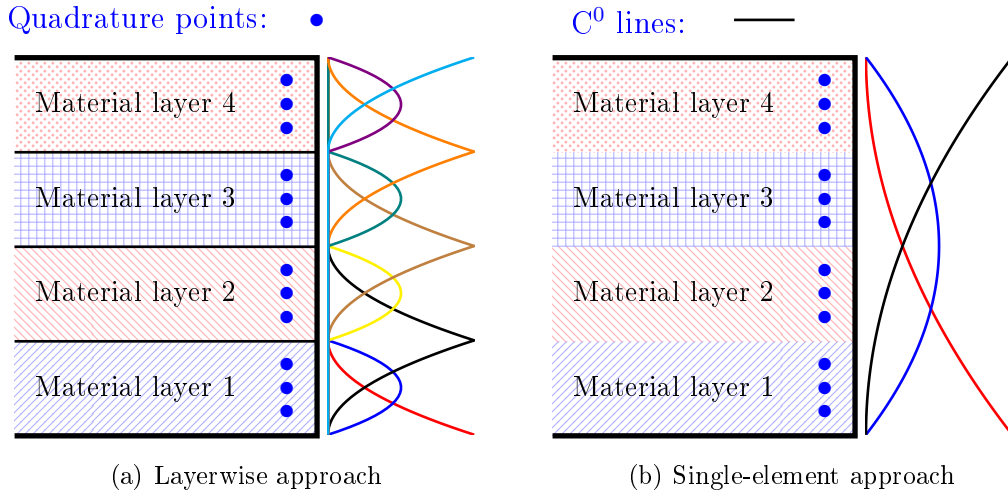 Quadrature points: C⁰ lines:
Material layer 4
Material layer 3
Material layer 2
Material layer 1
Material layer 4
Material layer 3
Material layer 2
Material layer 1
(a) Layerwise approach
(b) Single-element approach